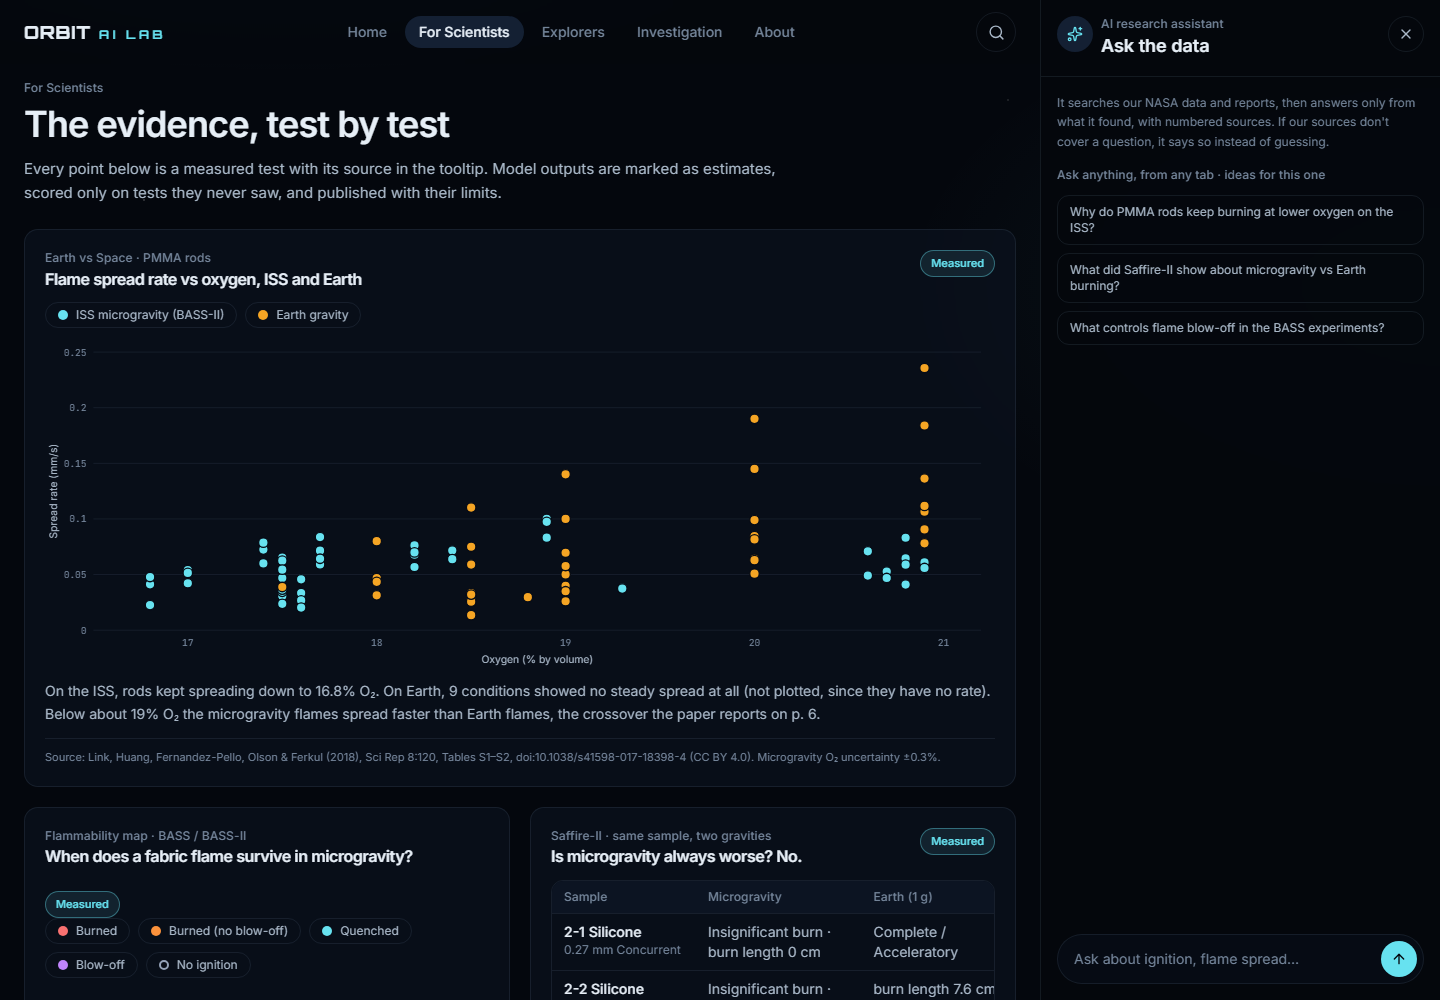 ORBIT AI LAB
Home
For Scientists
Explorers
Investigation
About
For Scientists
The evidence, test by test
Every point below is a measured test with its source in the tooltip. Model outputs are marked as estimates,
scored only on tests they never saw, and published with their limits.
Earth vs Space · PMMA rods
Flame spread rate vs oxygen, ISS and Earth
Measured
ISS microgravity (BASS-II)
Earth gravity
0.25
0.2
0.15
0.1
0.05
0
Spread rate (mm/s)
17
18
19
20
21
Oxygen (% by volume)
On the ISS, rods kept spreading down to 16.8% O₂. On Earth, 9 conditions showed no steady spread at all (not plotted, since they have no rate).
Below about 19% O₂ the microgravity flames spread faster than Earth flames, the crossover the paper reports on p. 6.
Source: Link, Huang, Fernandez-Pello, Olson & Ferkul (2018), Sci Rep 8:120, Tables S1–S2, doi:10.1038/s41598-017-18398-4 (CC BY 4.0). Microgravity O₂ uncertainty ±0.3%.
Flammability map · BASS / BASS-II
When does a fabric flame survive in microgravity?
Measured
Burned
Burned (no blow-off)
Quenched
Blow-off
No ignition
Saffire-II · same sample, two gravities
Is microgravity always worse? No.
Measured
Sample
Microgravity
Earth (1 g)
2-1 Silicone
0.27 mm Concurrent
Insignificant burn ·
burn length 0 cm
Complete /
Acceleratory
2-2 Silicone
Insignificant burn ·
burn length 7.6 cm
AI research assistant
Ask the data
It searches our NASA data and reports, then answers only from
what it found, with numbered sources. If our sources don't
cover a question, it says so instead of guessing.
Ask anything, from any tab · ideas for this one
Why do PMMA rods keep burning at lower oxygen on the
ISS?
What did Saffire-II show about microgravity vs Earth
burning?
What controls flame blow-off in the BASS experiments?
Ask about ignition, flame spread...